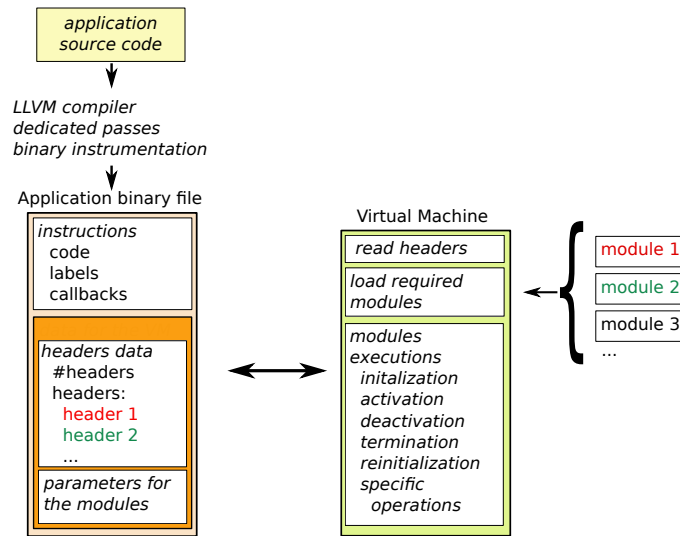 application
source code
LLVM compiler
dedicated passes
binary instrumentation
Application binary file
instructions
code
labels
callbacks
headers data
#headers
headers:
header 1
header 2
...
parameters for
the modules
Virtual Machine
read headers
load required
modules
modules
executions
initalization
activation
deactivation
termination
reinitialization
specific
operations
module 1
module 2
module 3
...